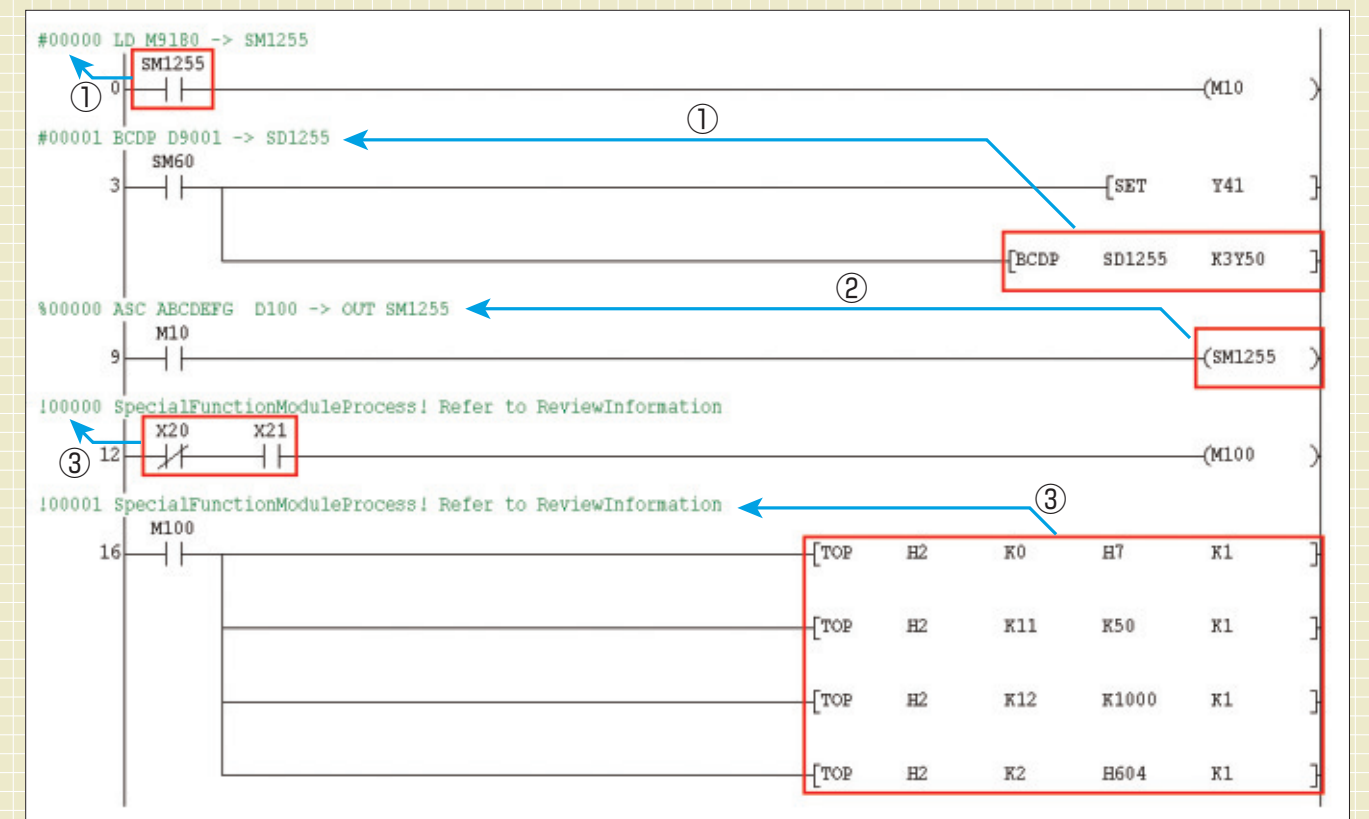 #00000 LD M9180 -> SM1255
SM1255
① 0 (M10 )
①
#00001 BCDP D9001 -> SD1255
SM60
3 [SET Y41 ]
[BCDP SD1255 K3Y50 ]
②
%00000 ASC ABCDEFG D100 -> OUT SM1255
M10
9 (SM1255 )
!00000 SpecialFunctionModuleProcess! Refer to ReviewInformation
X20 X21
③ 12 (M100 )
!00001 SpecialFunctionModuleProcess! Refer to ReviewInformation
③
M100
16 [TOP H2 K0 H7 K1 ]
[TOP H2 K11 K50 K1 ]
[TOP H2 K12 K1000 K1 ]
[TOP H2 K2 H604 K1 ]